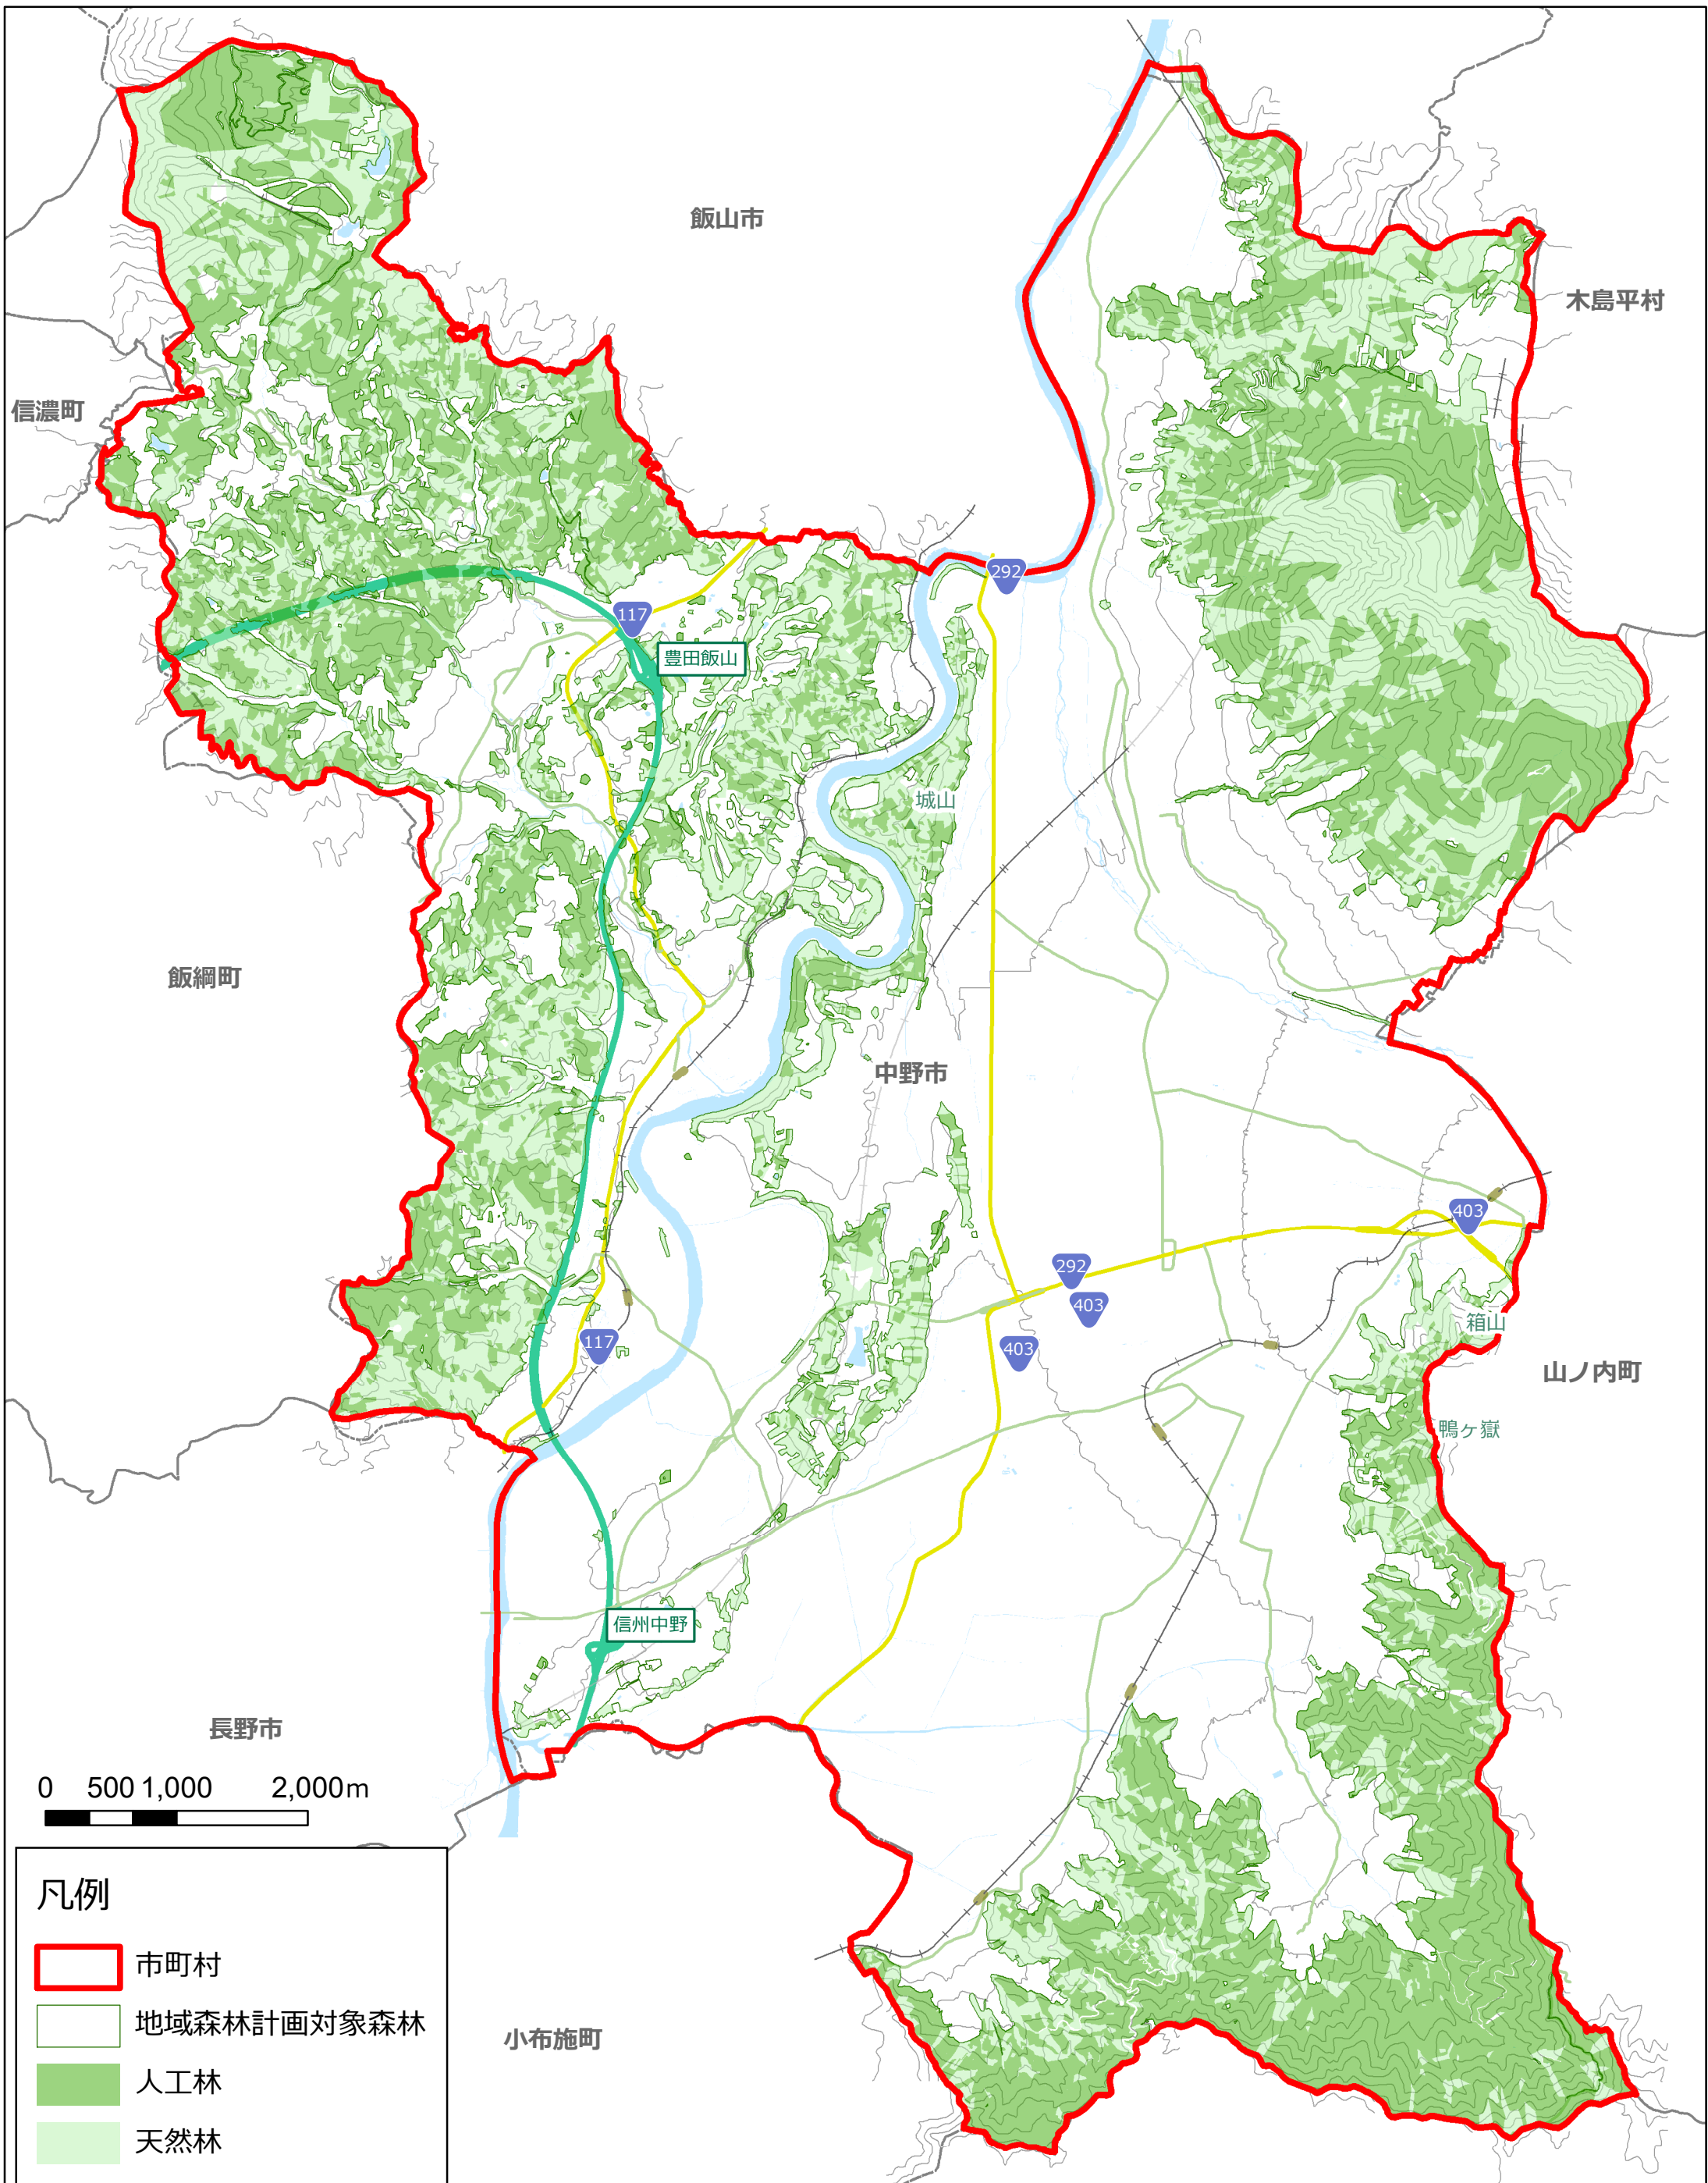 飯山市
木島平村
信濃町
292
117
豊田飯山
城山
飯綱町
中野市
403
292
403
117
403
箱山
山ノ内町
鴨ヶ嶽
信州中野
長野市
0 500 1,000 2,000m
凡例
市町村
地域森林計画対象森林
人工林
天然林
小布施町